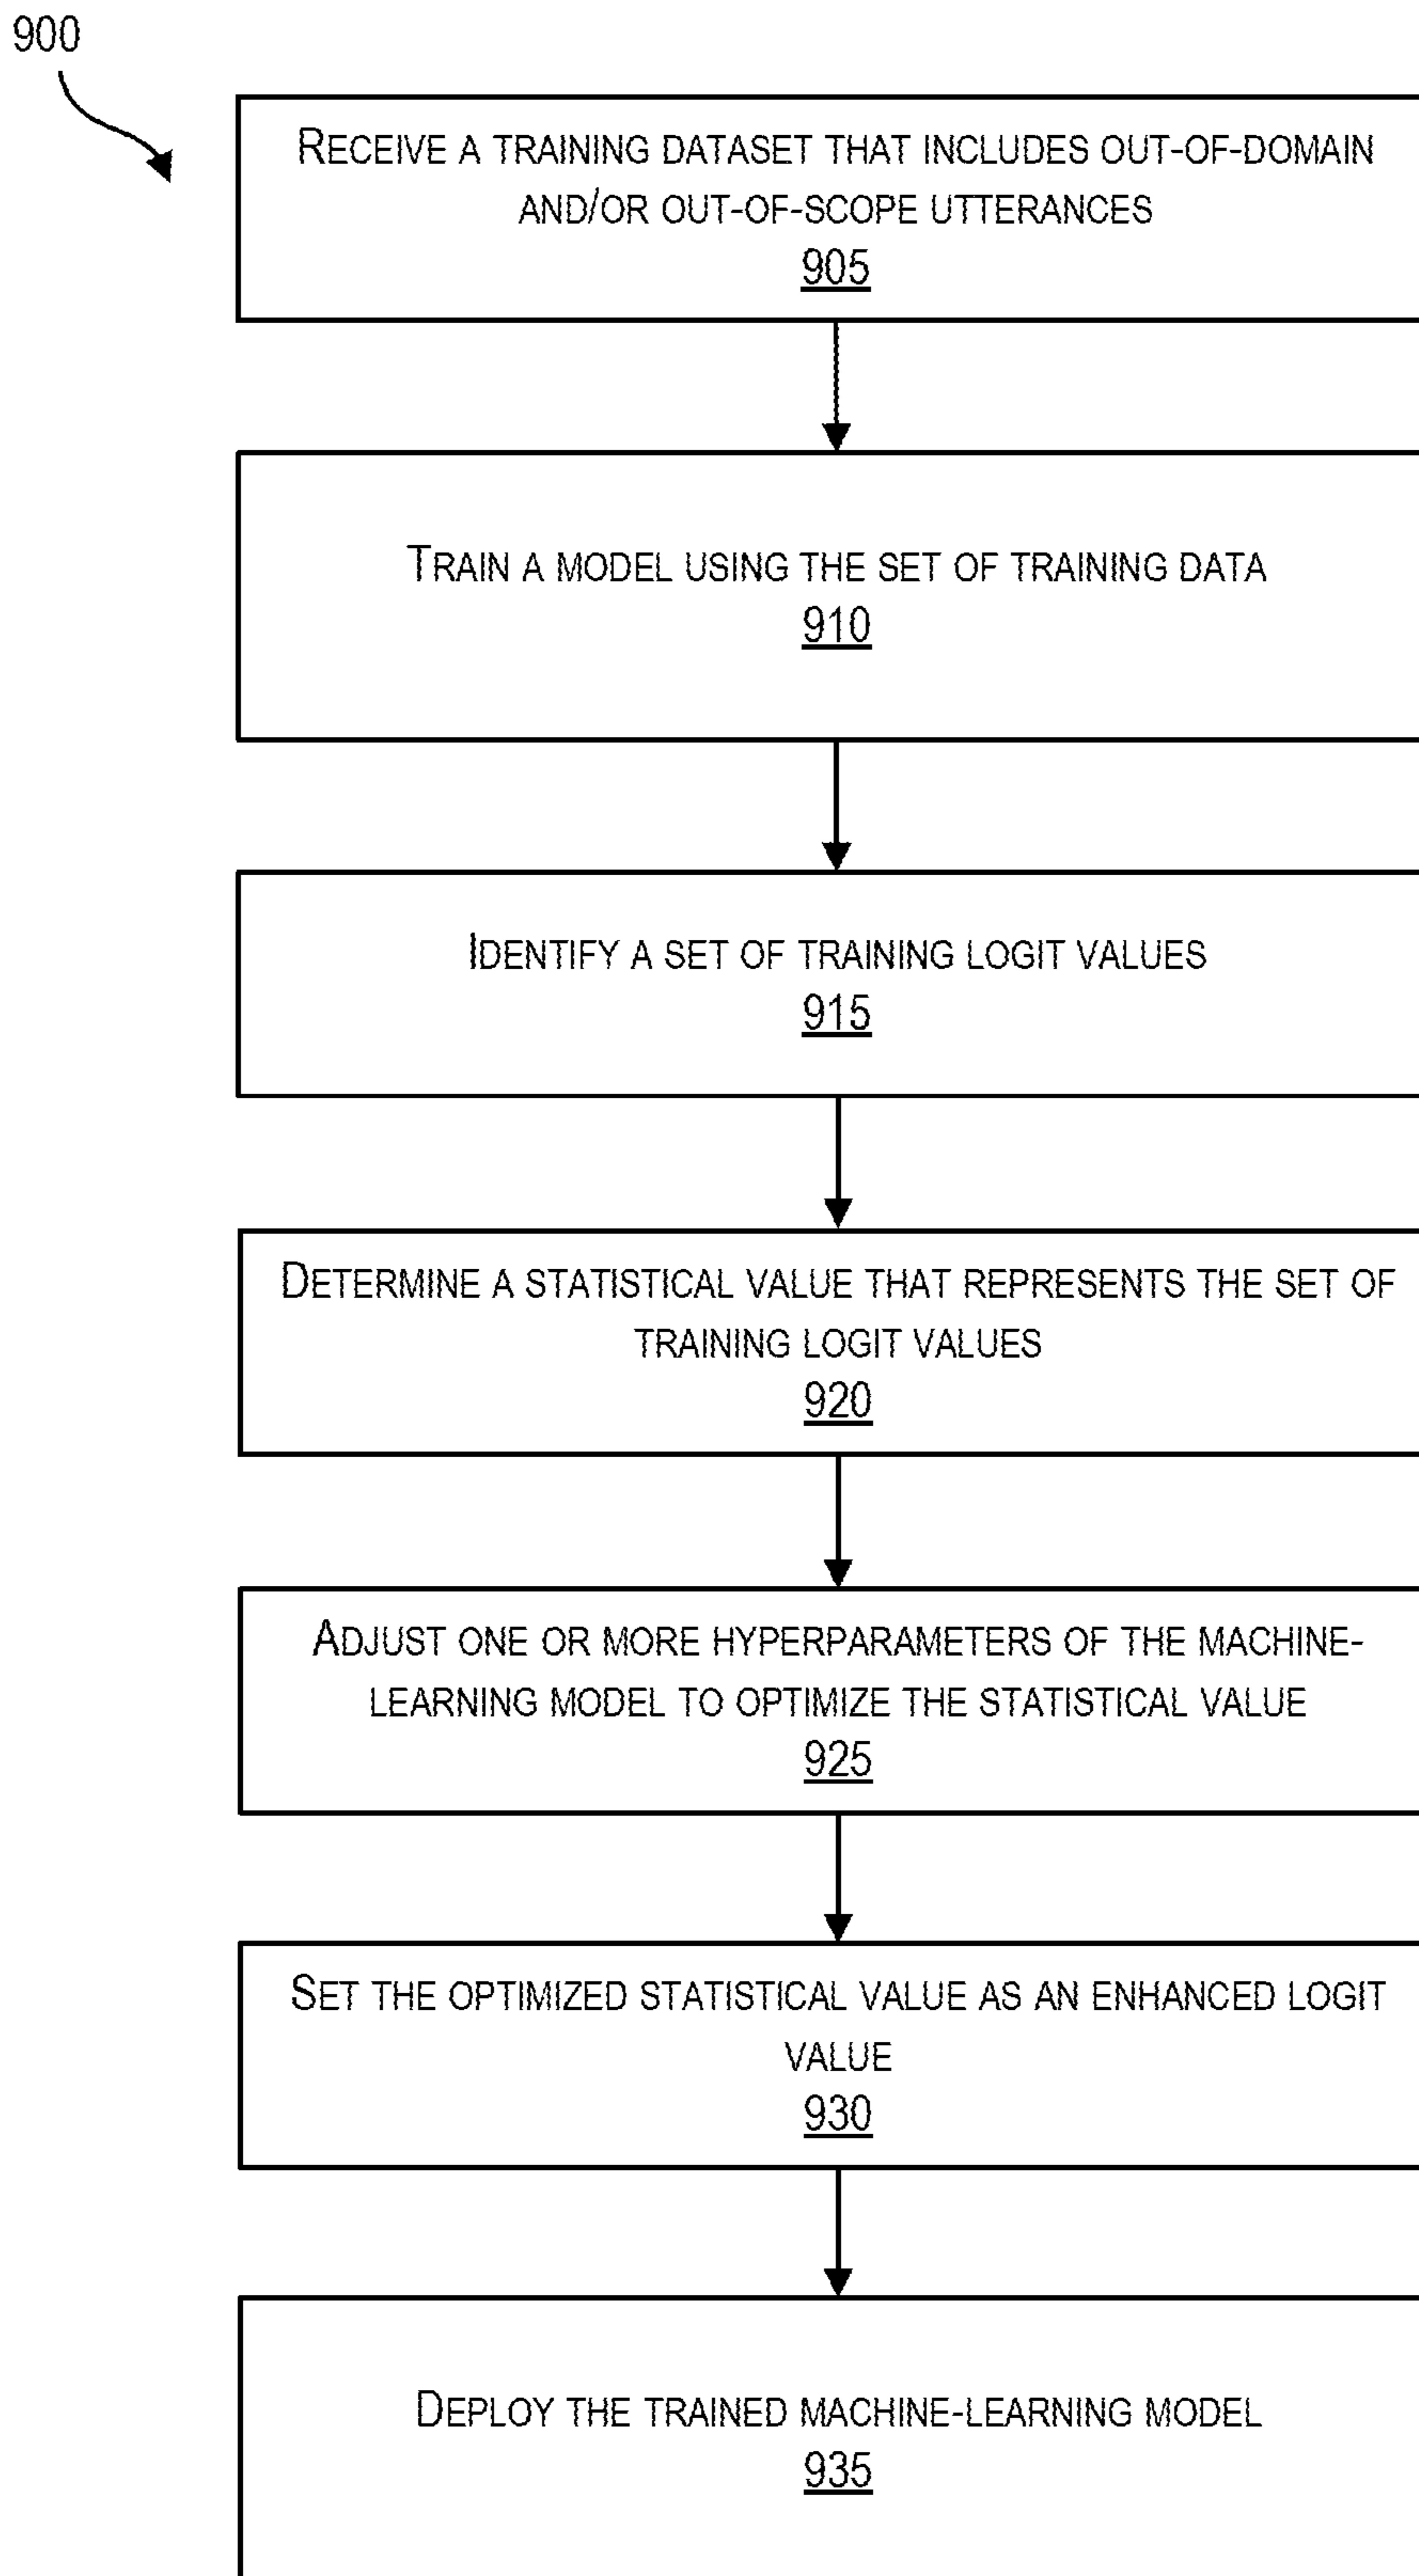 900
RECEIVE A TRAINING DATASET THAT INCLUDES OUT-OF-DOMAIN
AND/OR OUT-OF-SCOPE UTTERANCES
905
TRAIN A MODEL USING THE SET OF TRAINING DATA
910
IDENTIFY A SET OF TRAINING LOGIT VALUES
915
DETERMINE A STATISTICAL VALUE THAT REPRESENTS THE SET OF
TRAINING LOGIT VALUES
920
ADJUST ONE OR MORE HYPERPARAMETERS OF THE MACHINE-
LEARNING MODEL TO OPTIMIZE THE STATISTICAL VALUE
925
SET THE OPTIMIZED STATISTICAL VALUE AS AN ENHANCED LOGIT
VALUE
930
DEPLOY THE TRAINED MACHINE-LEARNING MODEL
935